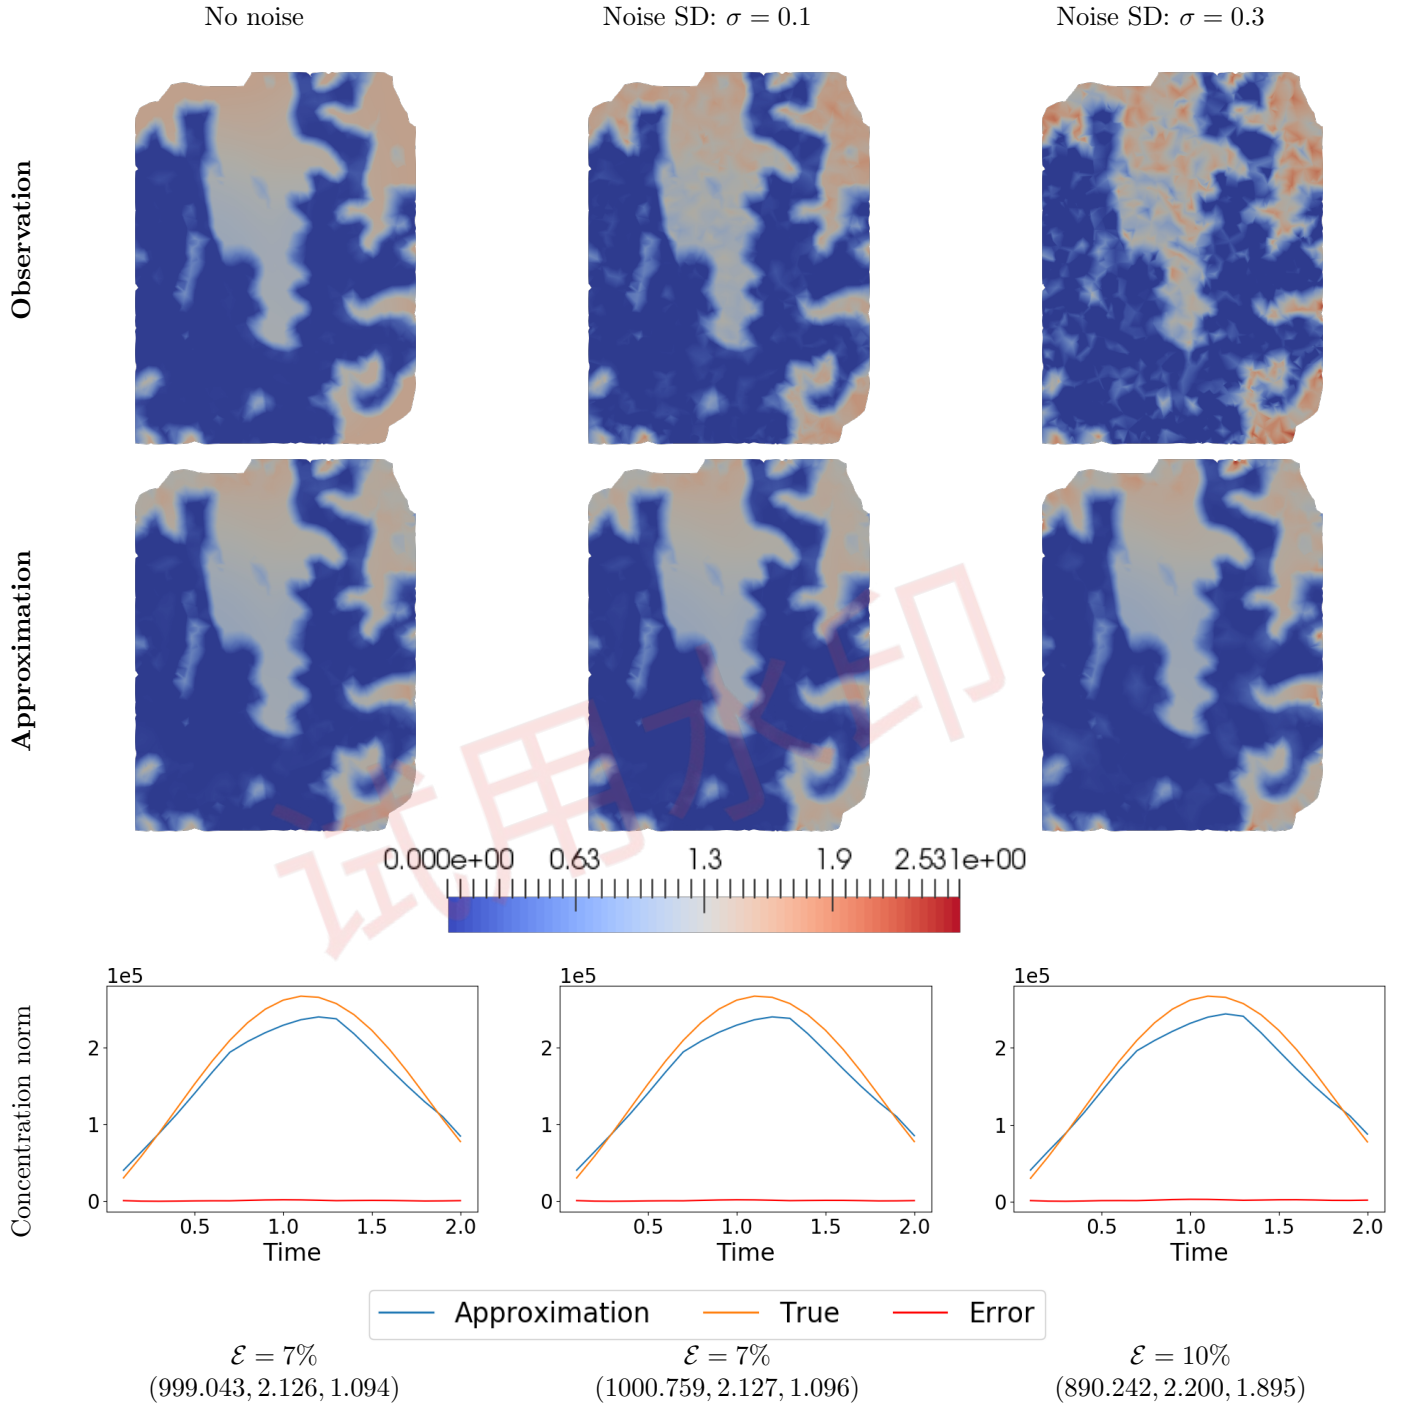 No noise
Noise SD: σ = 0.1
Noise SD: σ = 0.3
Observation
Approximation
试用水印
0.000e+00 0.63 1.3 1.9 2.531e+00
Concentration norm
1e5
2
1
0
0.5 1.0 1.5 2.0
Time
1e5
2
1
0
0.5 1.0 1.5 2.0
Time
1e5
2
1
0
0.5 1.0 1.5 2.0
Time
Approximation True Error
ℰ = 7%
(999.043, 2.126, 1.094)
ℰ = 7%
(1000.759, 2.127, 1.096)
ℰ = 10%
(890.242, 2.200, 1.895)